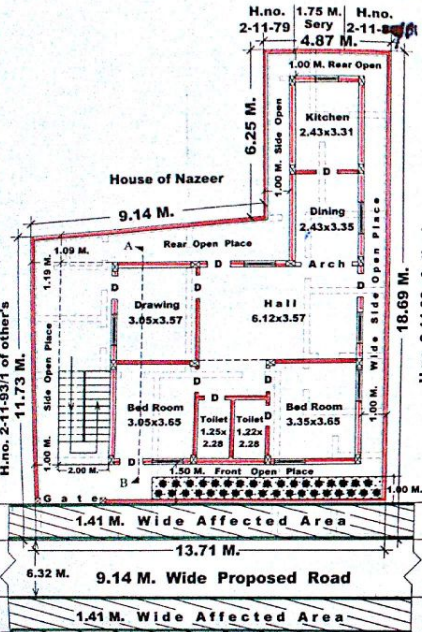 H.no. 1.75 M. H.no.
2-11-79 Sery 2-11-
4.87 M.
1.00 M. Rear Open
6.25 M.
1.00 M. Side Open
Kitchen
2.43x3.31
D
House of Nazeer
Dining
2.43x3.35
9.14 M.
Rear Open Place
A
1.09 M.
1.19 M.
D
Arch
D
D
Drawing
3.05x3.57
Hall
6.12x3.57
1.00 M. Wide Side Open Place
18.69 M.
H.no. 2-11-93/1 of other's
11.73 M.
Side Open Place
D
D
D
Bed Room
3.05x3.65
Toilet
1.25x
2.28
Toilet
1.22x
2.28
Bed Room
3.35x3.65
1.00 M.
1.00 M.
2.00 M.
D
1.50 M. Front Open Place
B
1.00 M.
Gate
1.41 M. Wide Affected Area
13.71 M.
6.32 M.
9.14 M. Wide Proposed Road
1.41 M. Wide Affected Area